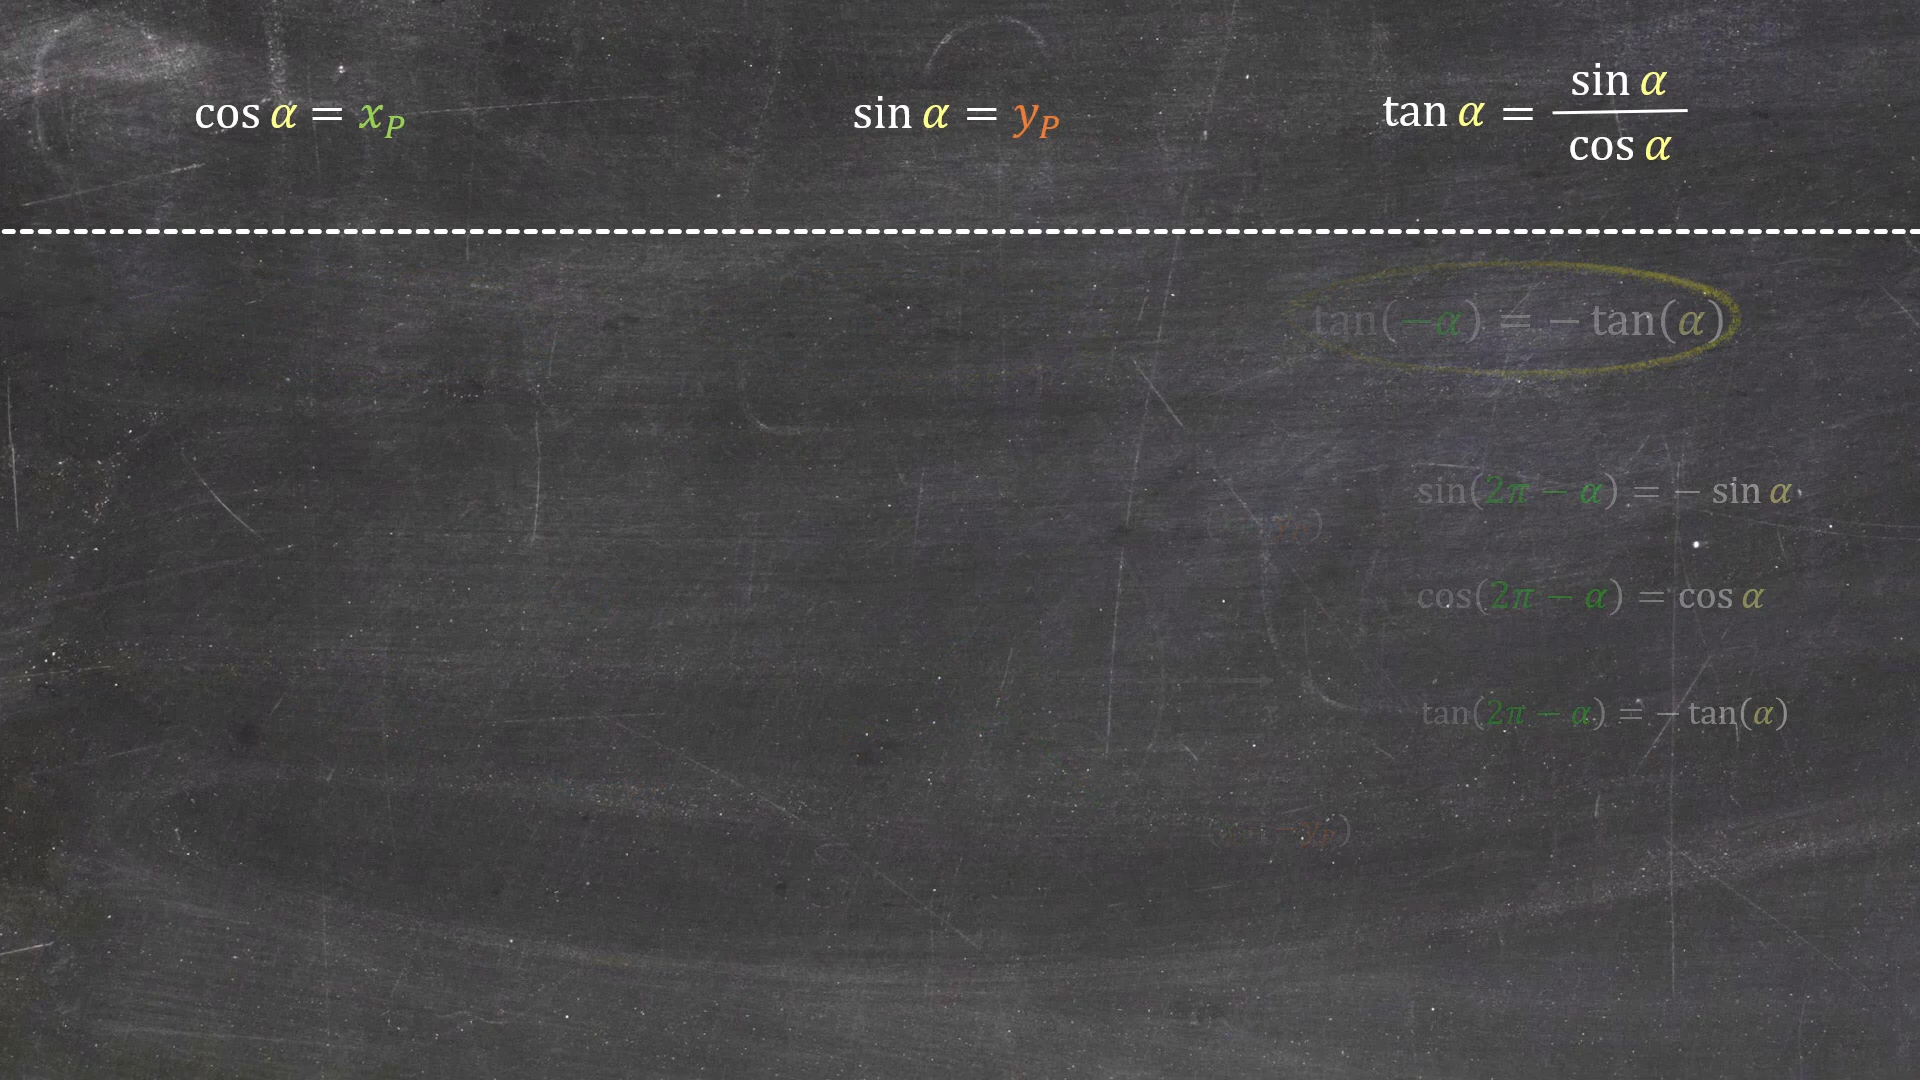 cos α = x_P
sin α = y_P
tan α = sin α / cos α
tan(−α) = − tan(α)
sin(2π − α) = − sin α
cos(2π − α) = cos α
tan(2π − α) = − tan(α)